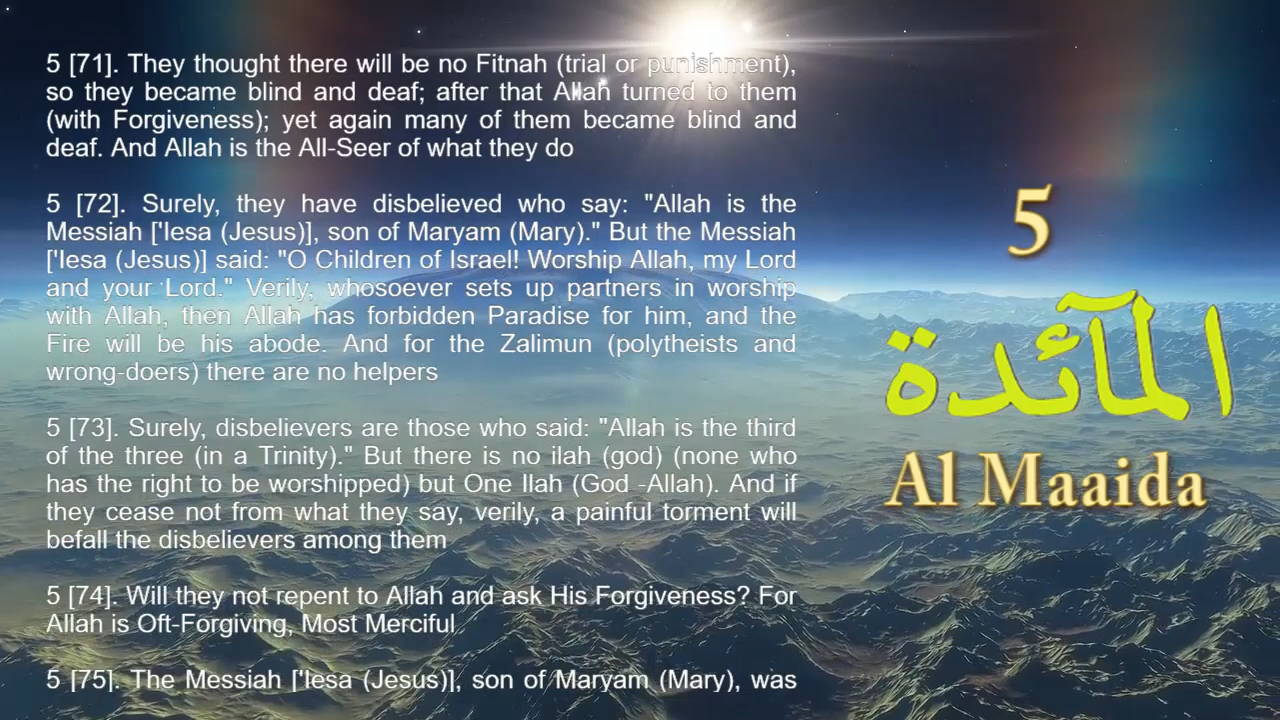 5 [71]. They thought there will be no Fitnah (trial or punishment),
so they became blind and deaf; after that Allah turned to them
(with Forgiveness); yet again many of them became blind and
deaf. And Allah is the All-Seer of what they do
5 [72]. Surely, they have disbelieved who say: "Allah is the
Messiah ['Iesa (Jesus)], son of Maryam (Mary)." But the Messiah
['Iesa (Jesus)] said: "O Children of Israel! Worship Allah, my Lord
and your Lord." Verily, whosoever sets up partners in worship
with Allah, then Allah has forbidden Paradise for him, and the
Fire will be his abode. And for the Zalimun (polytheists and
wrong-doers) there are no helpers
5 [73]. Surely, disbelievers are those who said: "Allah is the third
of the three (in a Trinity)." But there is no ilah (god) (none who
has the right to be worshipped) but One Ilah (God -Allah). And if
they cease not from what they say, verily, a painful torment will
befall the disbelievers among them
5 [74]. Will they not repent to Allah and ask His Forgiveness? For
Allah is Oft-Forgiving, Most Merciful
5 [75]. The Messiah ['Iesa (Jesus)], son of Maryam (Mary), was
5
المآئدة
Al Maaida